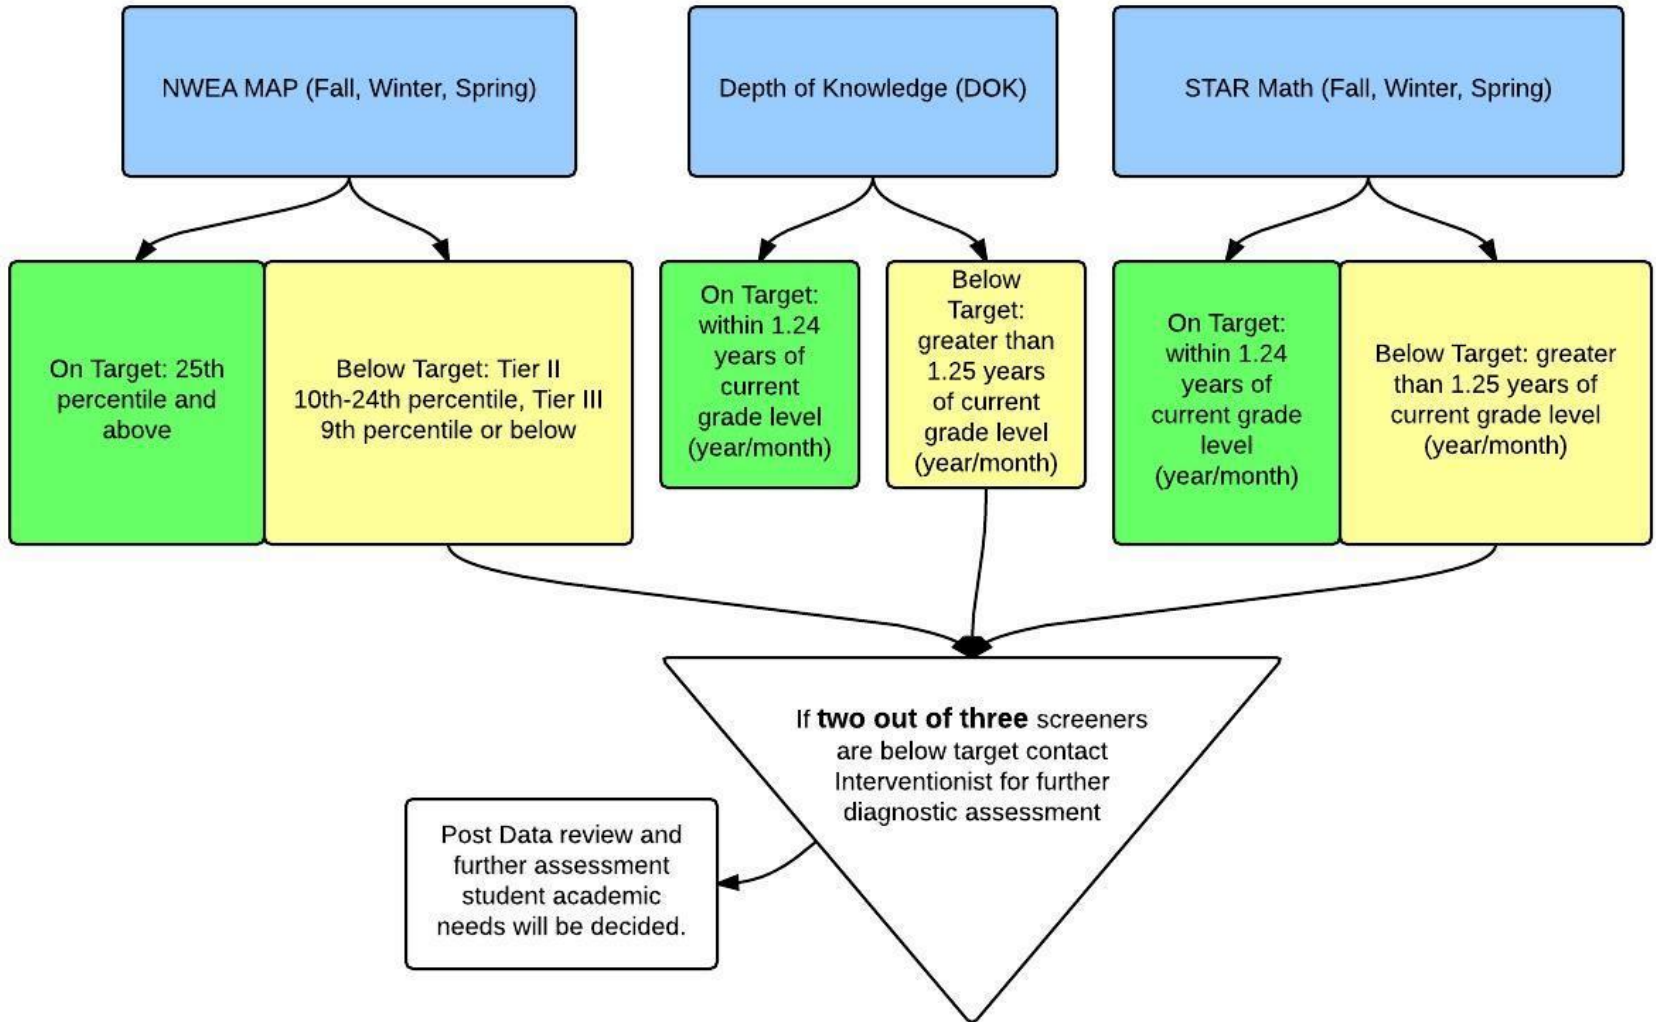 NWEA MAP (Fall, Winter, Spring)
Depth of Knowledge (DOK)
STAR Math (Fall, Winter, Spring)
On Target: 25th
percentile and
above
Below Target: Tier II
10th-24th percentile, Tier III
9th percentile or below
On Target:
within 1.24
years of
current
grade level
(year/month)
Below
Target:
greater than
1.25 years
of current
grade level
(year/month)
On Target:
within 1.24
years of
current grade
level
(year/month)
Below Target: greater
than 1.25 years of
current grade level
(year/month)
If two out of three screeners
are below target contact
Interventionist for further
diagnostic assessment
Post Data review and
further assessment
student academic
needs will be decided.